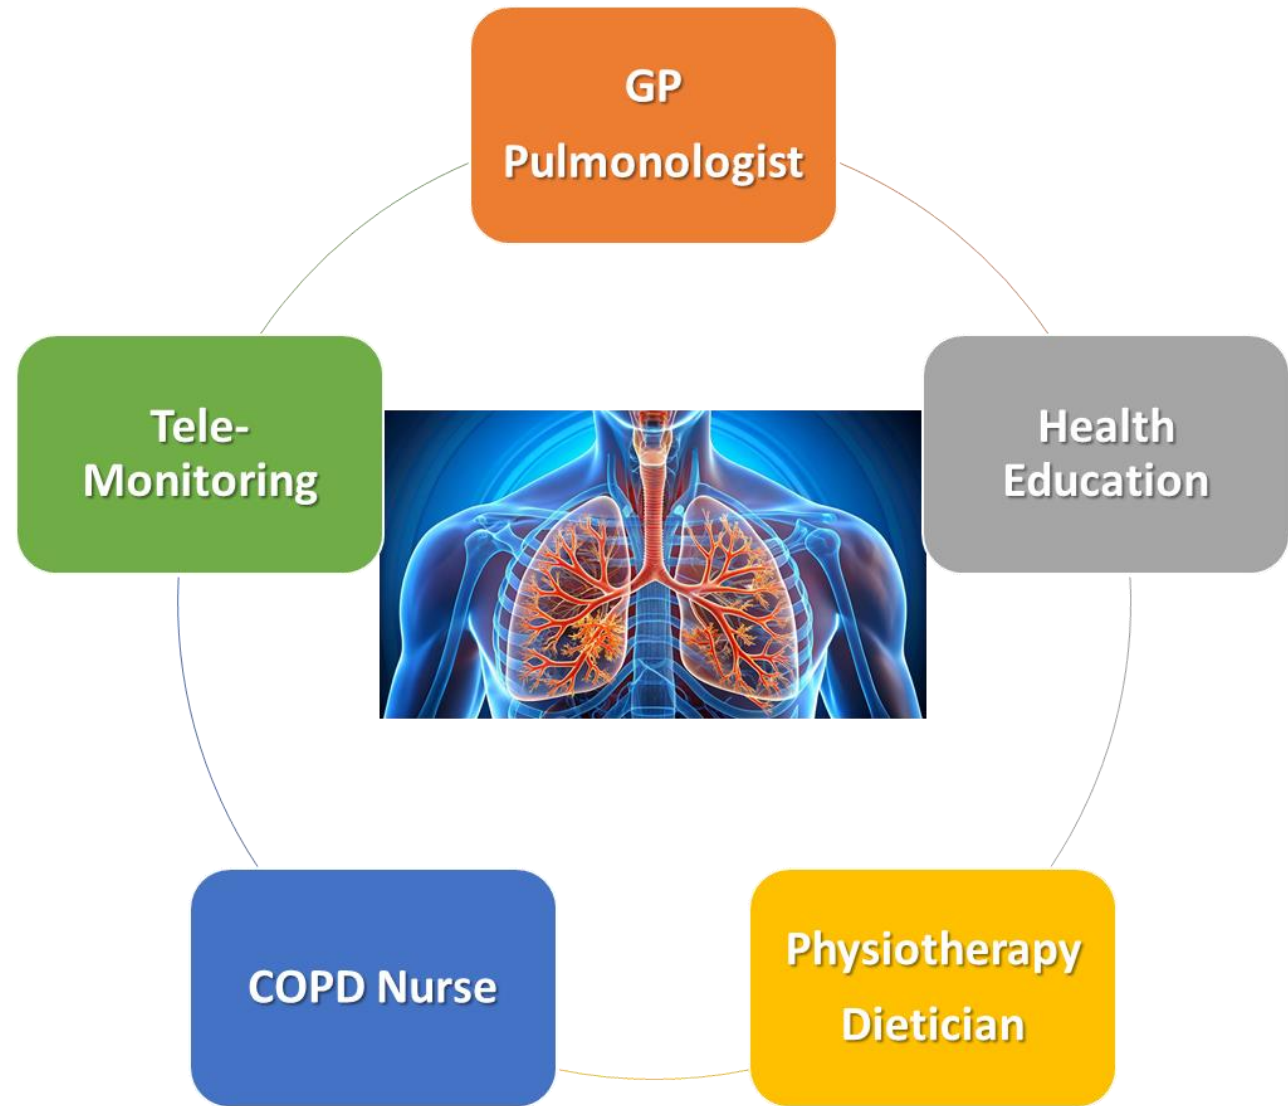 GP
Pulmonologist
Tele-
Monitoring
Health
Education
COPD Nurse
Physiotherapy
Dietician